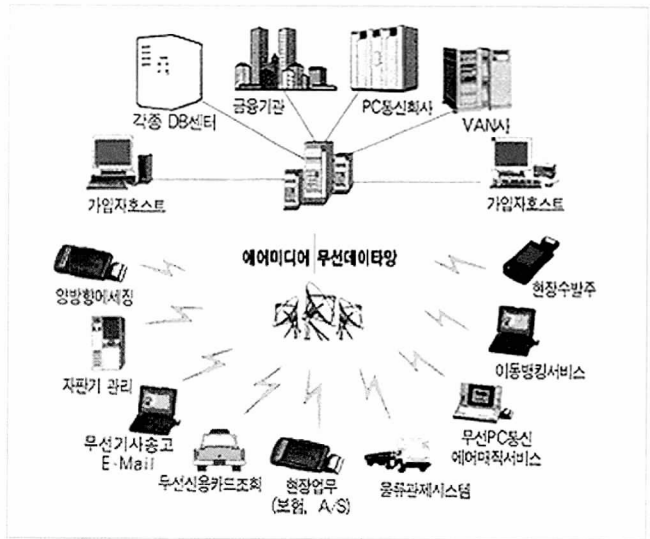 각종 DB센터
금융기관
PC통신회사
VAN사
가입자호스트
가입자호스트
에어미디어 무선데이타망
양방향메세징
현장수발주
자판기 관리
이동뱅킹서비스
무선기사송고
E-Mail
무선PC통신
에어매직서비스
무선신용카드조회
현장업무
(보험, A/S)
물류관제시스템